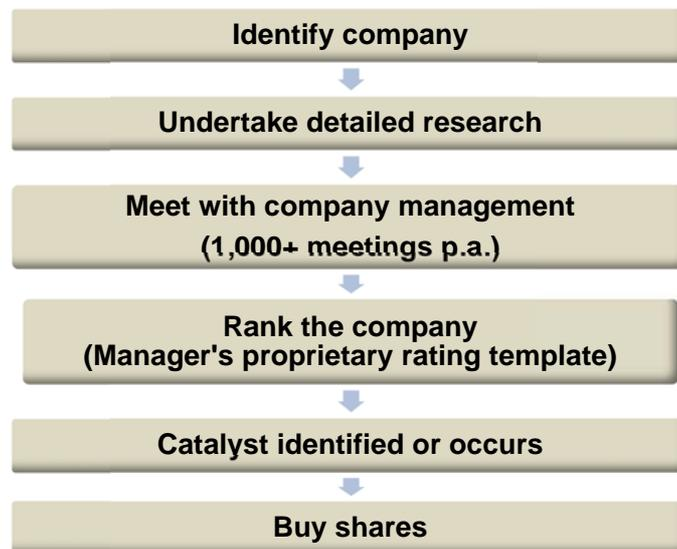 Identify company
Undertake detailed research
Meet with company management
(1,000+ meetings p.a.)
Rank the company
(Manager's proprietary rating template)
Catalyst identified or occurs
Buy shares